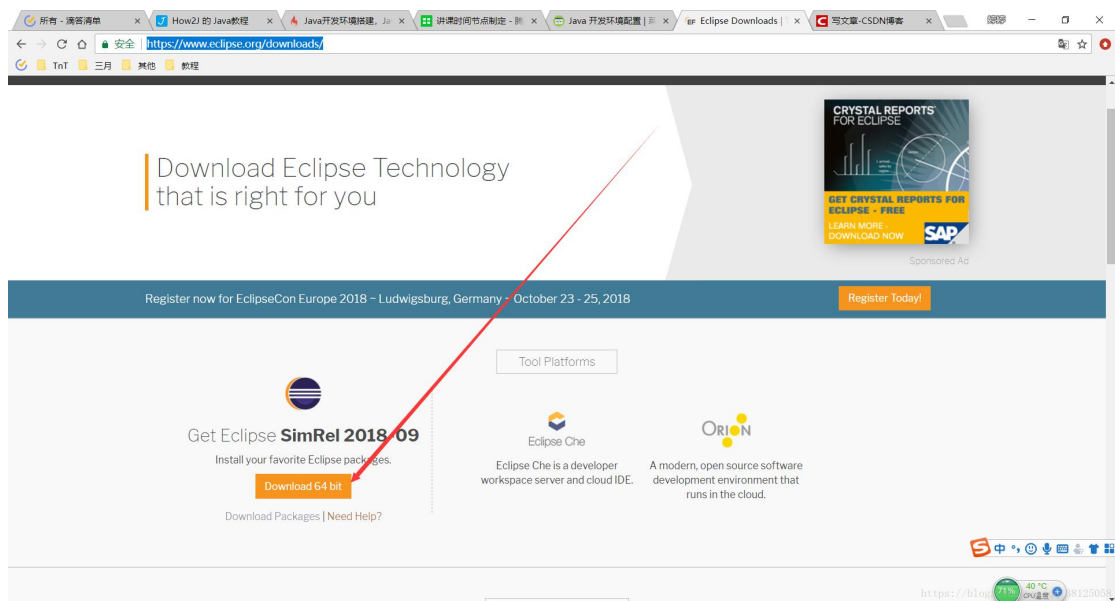 所有 - 滴答清单
How2J 的 Java教程
Java开发环境搭建, Ja
讲课时间节点制定 - 腾
Java 开发环境配置 | 菜
Eclipse Downloads |
写文章-CSDN博客
安全 | https://www.eclipse.org/downloads/
TnT 三月 其他 教程
Download Eclipse Technology
that is right for you
CRYSTAL REPORTS
FOR ECLIPSE
GET CRYSTAL REPORTS FOR
ECLIPSE - FREE
LEARN MORE -
DOWNLOAD NOW
SAP
Sponsored Ad
Register now for EclipseCon Europe 2018 ~ Ludwigsburg, Germany ~ October 23 - 25, 2018
Register Today!
Tool Platforms
Get Eclipse SimRel 2018-09
Install your favorite Eclipse packages.
Download 64 bit
Download Packages | Need Help?
Eclipse Che
Eclipse Che is a developer
workspace server and cloud IDE.
ORION
A modern, open source software
development environment that
runs in the cloud.
中
71%
40 °C
CPU温度
https://blog
38125058